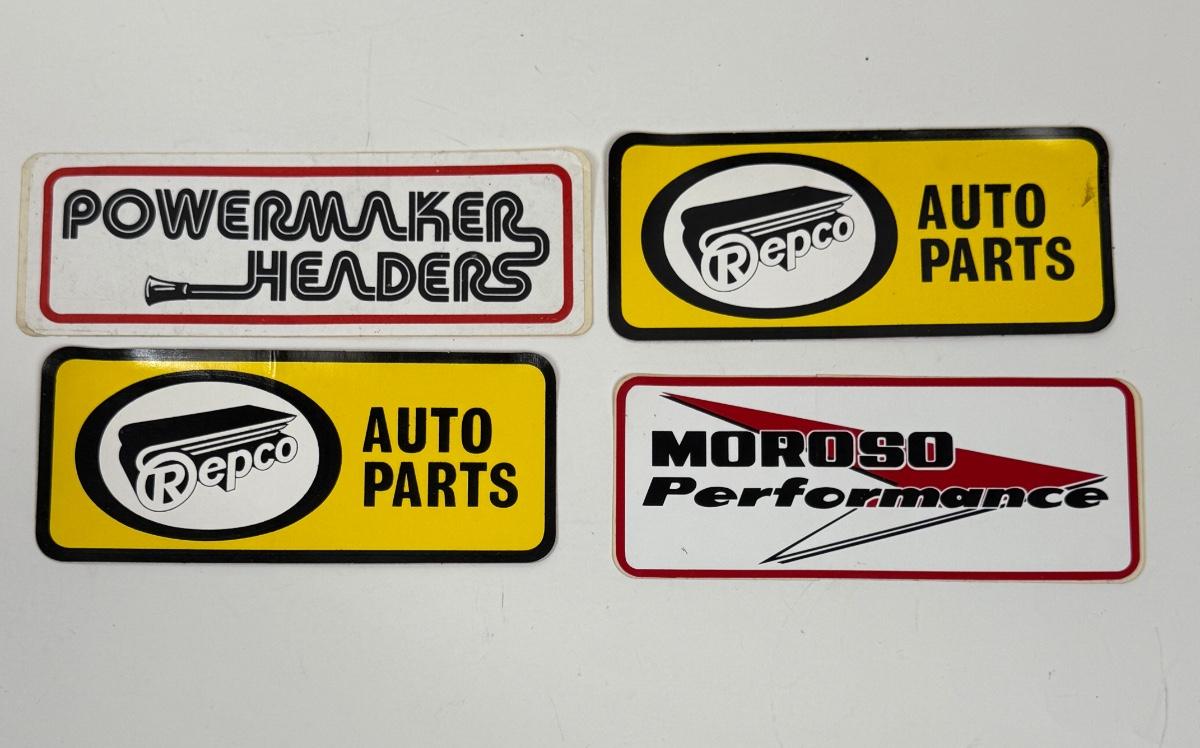 POWERMAKER
HEADERS
Repco
AUTO
PARTS
Repco
AUTO
PARTS
MOROSO
Performance